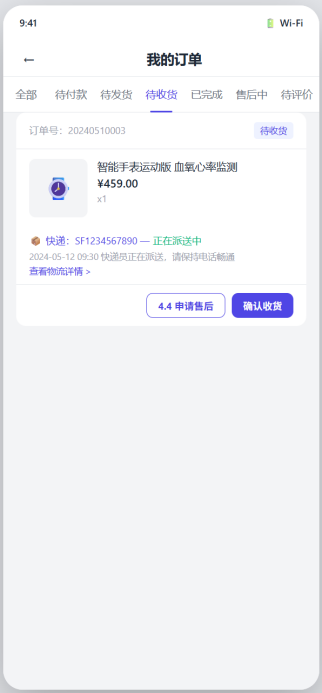 9:41
Wi-Fi
←
我的订单
全部 待付款 待发货 待收货 已完成 售后中 待评价
订单号：20240510003
待收货
智能手表运动版 血氧心率监测
¥459.00
x1
快递：SF1234567890 — 正在派送中
2024-05-12 09:30 快递员正在派送，请保持电话畅通
查看物流详情 >
4.4 申请售后
确认收货